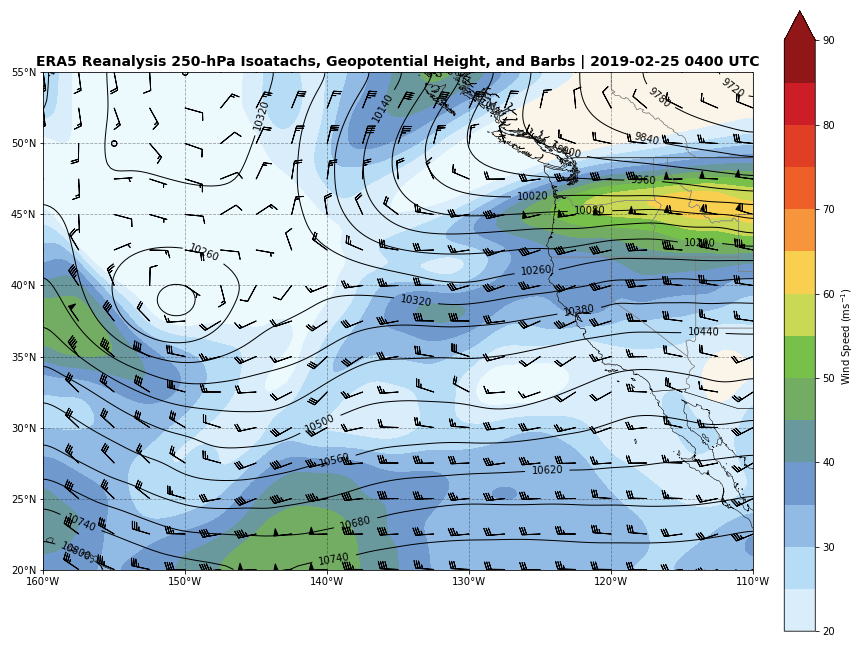 ERA5 Reanalysis 250-hPa Isoatachs, Geopotential Height, and Barbs | 2019-02-25 0400 UTC
55°N
50°N
45°N
40°N
35°N
30°N
25°N
20°N
160°W
150°W
140°W
130°W
120°W
110°W
10320
10140
9720
9780
9840
9960
10020
10080
10260
10260
10320
10380
10440
10500
10560
10620
10680
10740
10740
10800
90
80
70
60
50
40
30
20
Wind Speed (ms⁻¹)